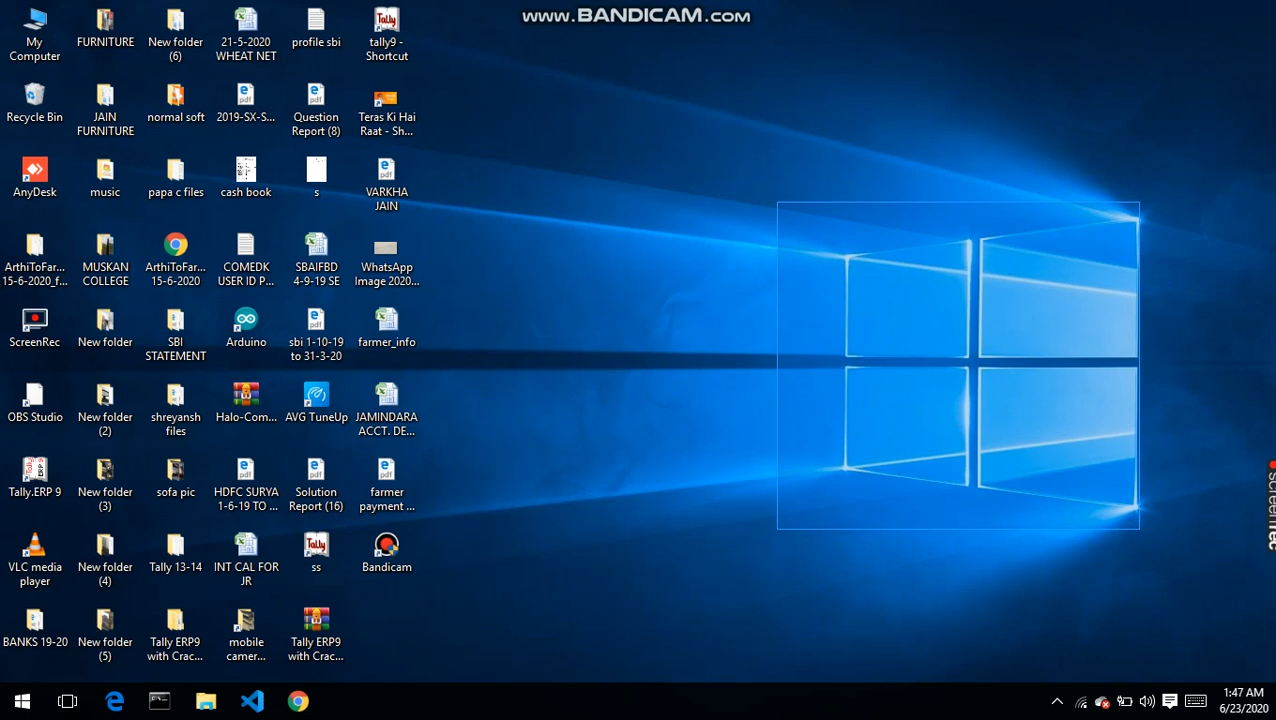 www.BANDICAM.com
My
Computer
FURNITURE
New folder
(6)
21-5-2020
WHEAT NET
profile sbi
tally9 -
Shortcut
Recycle Bin
JAIN
FURNITURE
normal soft
2019-SX-S...
Question
Report (8)
Teras Ki Hai
Raat - Sh...
AnyDesk
music
papa c files
cash book
s
VARKHA
JAIN
ArthiToFar...
15-6-2020_f...
MUSKAN
COLLEGE
ArthiToFar...
15-6-2020
COMEDK
USER ID P...
SBAIFBD
4-9-19 SE
WhatsApp
Image 2020...
ScreenRec
New folder
SBI
STATEMENT
Arduino
sbi 1-10-19
to 31-3-20
farmer_info
OBS Studio
New folder
(2)
shreyansh
files
Halo-Com...
AVG TuneUp
JAMINDARA
ACCT. DE...
Tally.ERP 9
New folder
(3)
sofa pic
HDFC SURYA
1-6-19 TO ...
Solution
Report (16)
farmer
payment ...
VLC media
player
New folder
(4)
Tally 13-14
INT CAL FOR
JR
ss
Bandicam
BANKS 19-20
New folder
(5)
Tally ERP9
with Crac...
mobile
camer...
Tally ERP9
with Crac...
screenrec
1:47 AM
6/23/2020